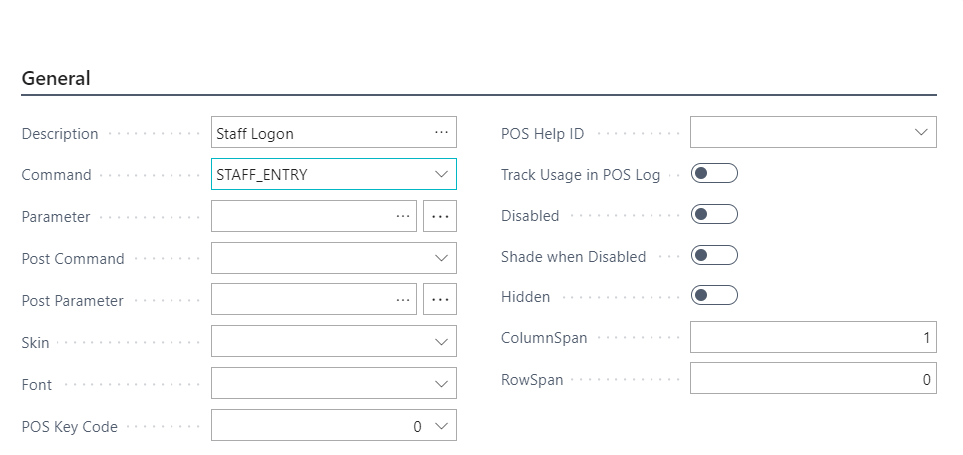 General
Description
Staff Logon
Command
STAFF_ENTRY
Parameter
Post Command
Post Parameter
Skin
Font
POS Key Code
0
POS Help ID
Track Usage in POS Log
Disabled
Shade when Disabled
Hidden
ColumnSpan
1
RowSpan
0